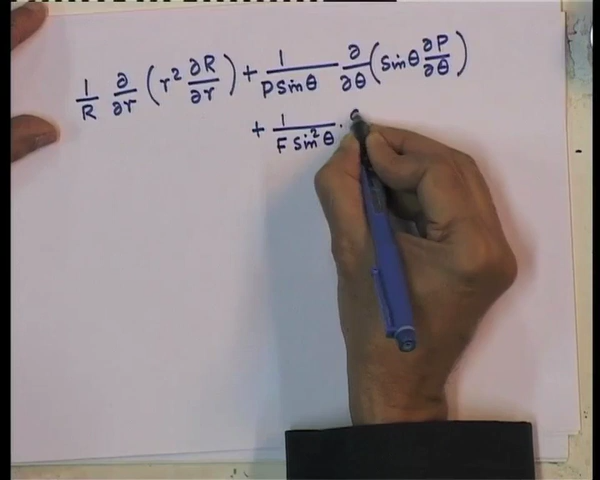 1/R ∂/∂r (r² ∂R/∂r) + 1/(P sinθ) ∂/∂θ (sinθ ∂P/∂θ)
+ 1/(F sin²θ) ·